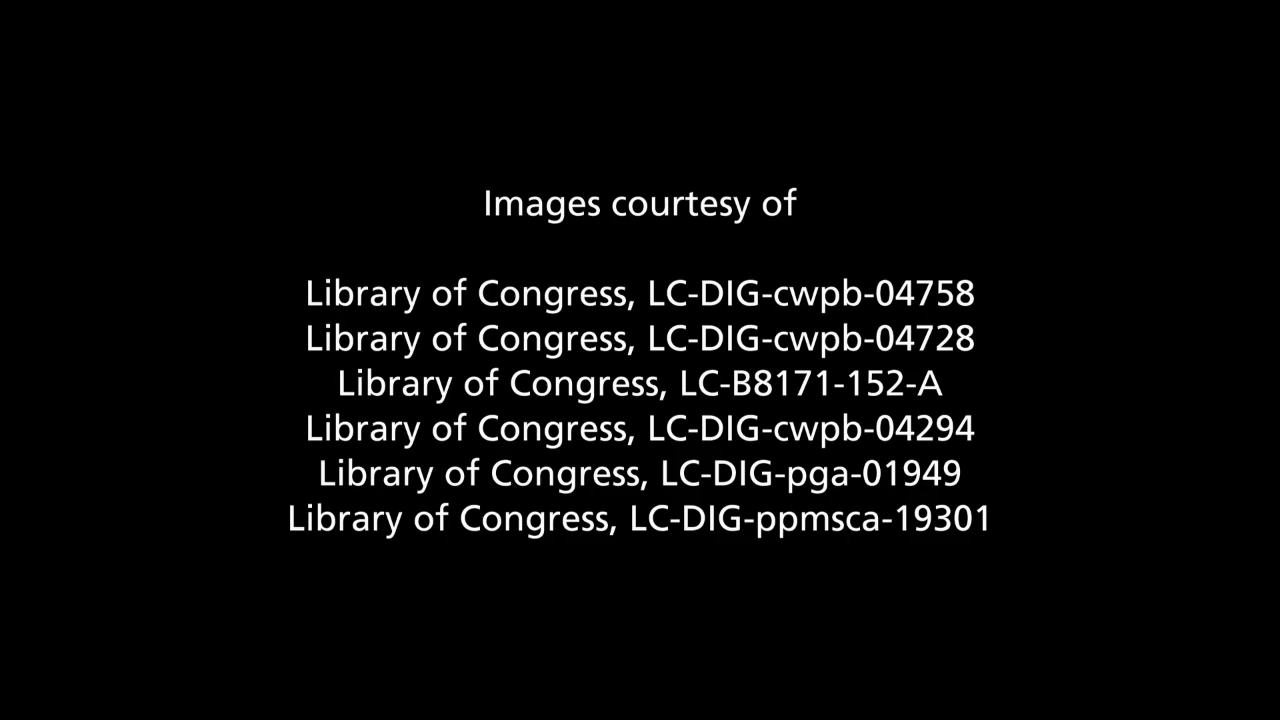 Images courtesy of
Library of Congress, LC-DIG-cwpb-04758
Library of Congress, LC-DIG-cwpb-04728
Library of Congress, LC-B8171-152-A
Library of Congress, LC-DIG-cwpb-04294
Library of Congress, LC-DIG-pga-01949
Library of Congress, LC-DIG-ppmsca-19301